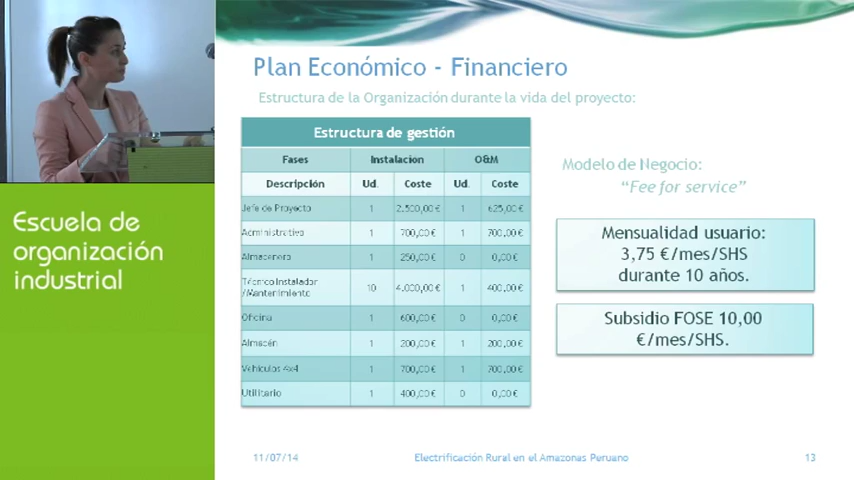 Escuela de
organización
industrial
Plan Económico - Financiero
Estructura de la Organización durante la vida del proyecto:
Estructura de gestión
Fases Instalacion O&M
Descripción Ud. Coste Ud. Coste
Jefe de Proyecto 1 2.500,00 € 1 625,00 €
Administrativo 1 700,00 € 1 700,00 €
Almacenero 1 250,00 € 0 0,00 €
Técnico Instalador
/Mantenimiento 10 4.000,00 € 1 400,00 €
Oficina 1 600,00 € 0 0,00 €
Almacén 1 200,00 € 1 200,00 €
Vehículos 4x4 1 700,00 € 1 700,00 €
Utilitario 1 400,00 € 0 0,00 €
Modelo de Negocio:
“Fee for service”
Mensualidad usuario:
3,75 €/mes/SHS
durante 10 años.
Subsidio FOSE 10,00
€/mes/SHS.
11/07/14 Electrificación Rural en el Amazonas Peruano 13